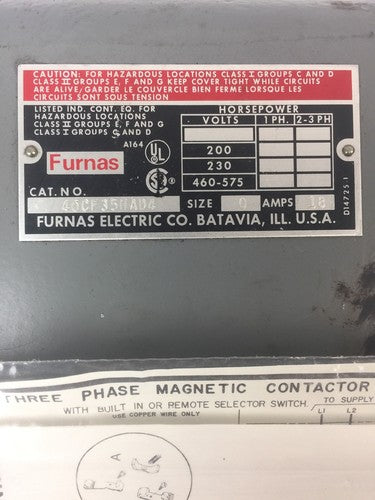 CAUTION: FOR HAZARDOUS LOCATIONS CLASS I GROUPS C AND D
CLASS II GROUPS E, F AND G KEEP COVER TIGHT WHILE CIRCUITS
ARE ALIVE/GARDER LE COUVERCLE BIEN FERME LORSQUE LES
CIRCUITS SONT SOUS TENSION
LISTED IND. CONT. EQ. FOR
HAZARDOUS LOCATIONS
CLASS II GROUPS E, F AND G
CLASS I GROUPS C AND D
A164
UL
Furnas
HORSEPOWER
VOLTS 1 PH. 2-3 PH
200
230
460-575
CAT. NO.
SIZE 0 AMPS 18
FURNAS ELECTRIC CO. BATAVIA, ILL. U.S.A.
D14725 1
THREE PHASE MAGNETIC CONTACTOR
WITH BUILT IN OR REMOTE SELECTOR SWITCH.
TO SUPPLY
USE COPPER WIRE ONLY
L1 L2
A